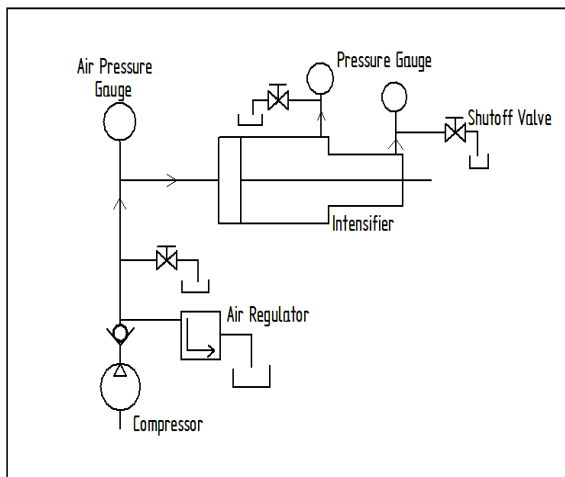 Air Pressure
Gauge
Pressure Gauge
Shutoff Valve
Intensifier
Air Regulator
Compressor